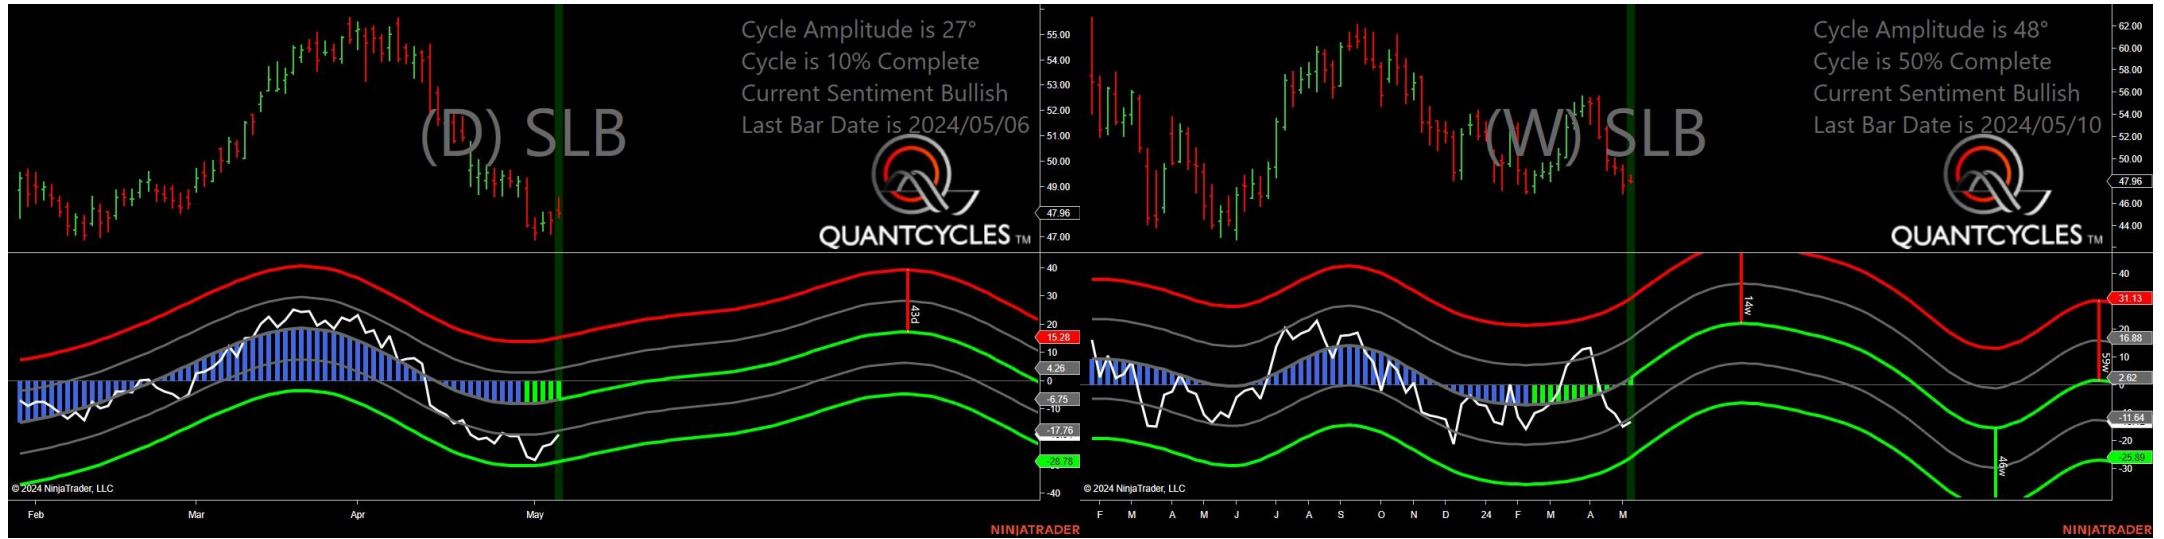 Cycle Amplitude is 27°
Cycle is 10% Complete
Current Sentiment Bullish
Last Bar Date is 2024/05/06
(D) SLB
QUANTCYCLES TM
55.00
54.00
53.00
52.00
51.00
50.00
49.00
47.96
47.00
40
30
20
15.28
10
4.26
0
-6.75
-10
-17.76
-28.78
-40
43d
© 2024 NinjaTrader, LLC
Feb Mar Apr May
NINJATRADER
Cycle Amplitude is 48°
Cycle is 50% Complete
Current Sentiment Bullish
Last Bar Date is 2024/05/10
(W) SLB
QUANTCYCLES TM
62.00
60.00
58.00
56.00
54.00
52.00
50.00
47.96
46.00
44.00
40
31.13
20
16.88
10
2.62
-11.64
-20
-25.89
-30
14w
46w
59w
© 2024 NinjaTrader, LLC
F M A M J J A S O N D 24 F M A M
NINJATRADER